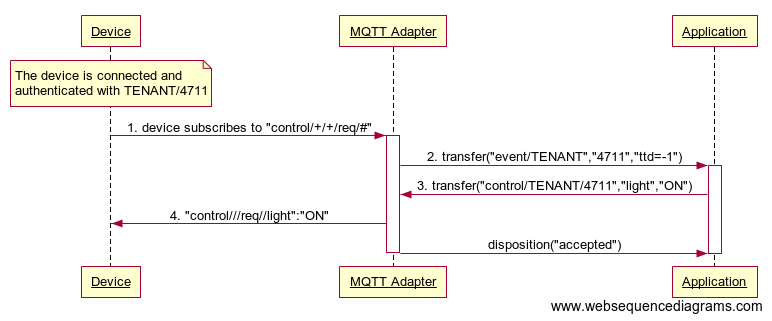 Device
MQTT Adapter
Application
The device is connected and
authenticated with TENANT/4711
1. device subscribes to "control/+/+/req/#"
2. transfer("event/TENANT","4711","ttd=-1")
3. transfer("control/TENANT/4711","light","ON")
4. "control///req//light":"ON"
disposition("accepted")
Device
MQTT Adapter
Application
www.websequencediagrams.com